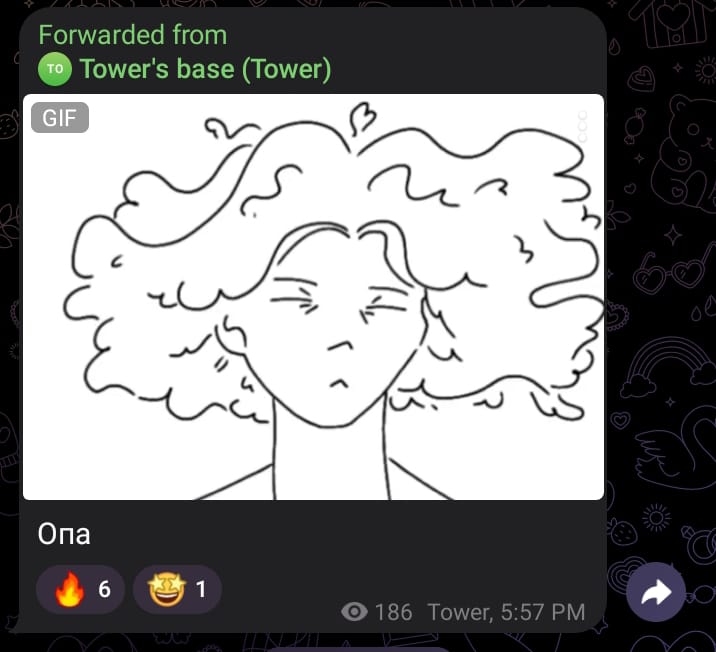 Forwarded from
TO Tower's base (Tower)
GIF
Опа
6 1
186 Tower, 5:57 PM